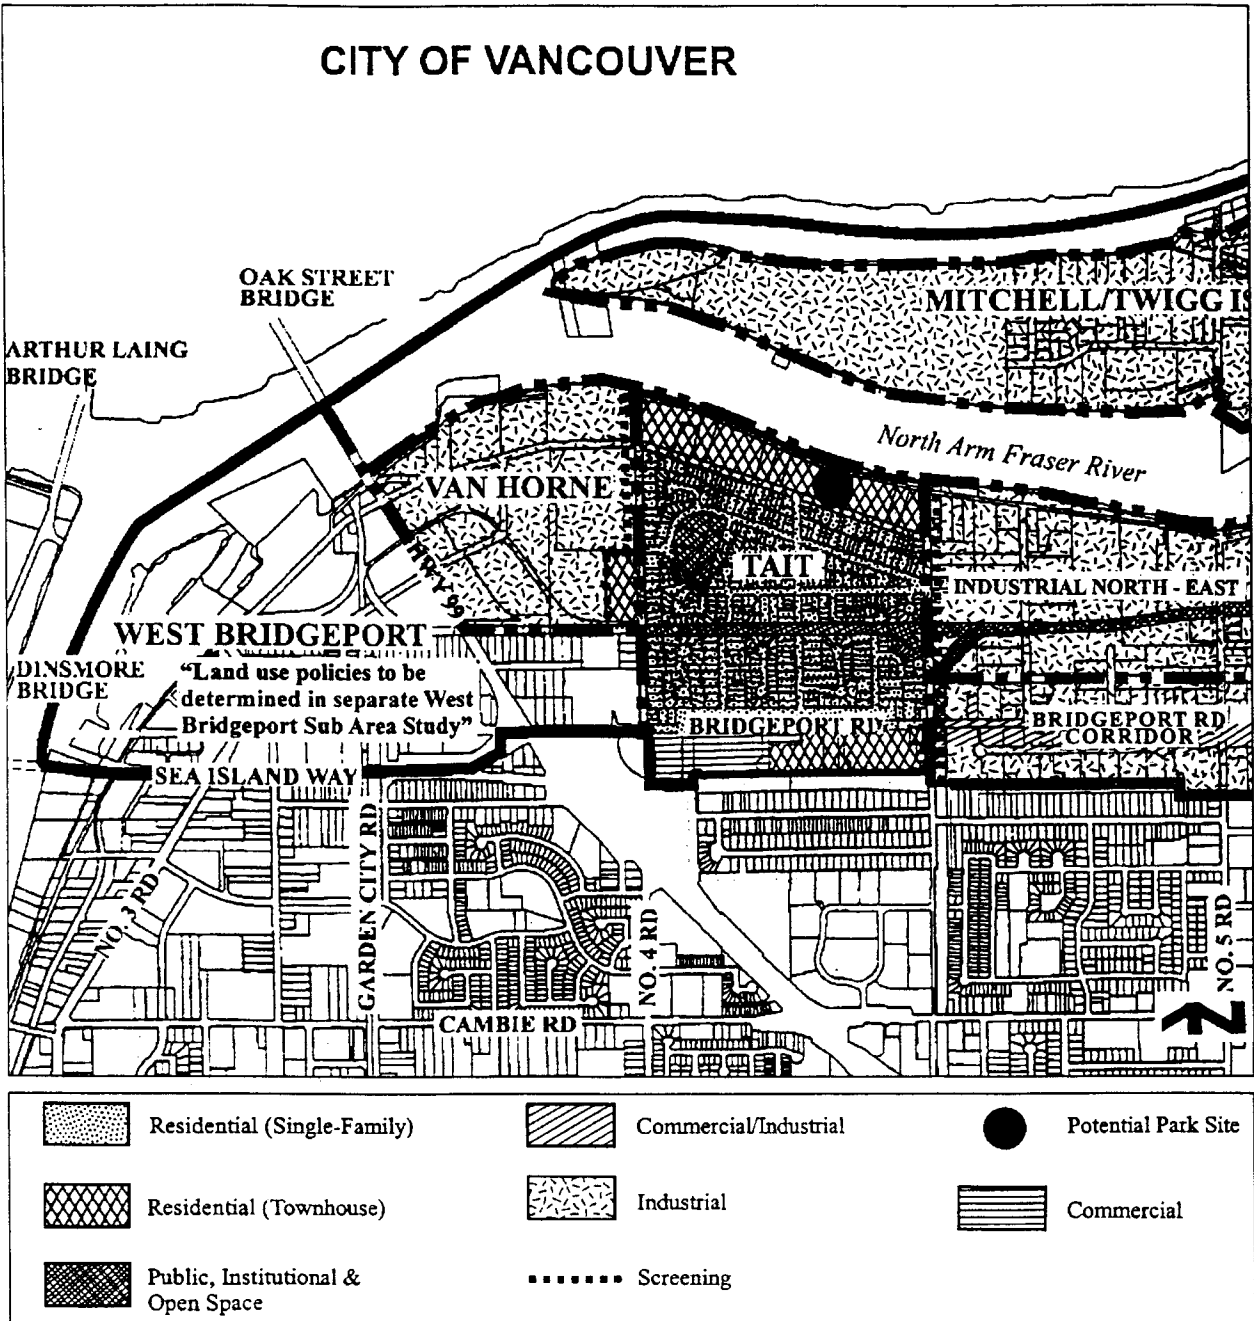 CITY OF VANCOUVER
OAK STREET
BRIDGE
ARTHUR LAING
BRIDGE
MITCHELL/TWIGG IS
North Arm Fraser River
VAN HORNE
TAIT
HWY 99
INDUSTRIAL NORTH - EAST
WEST BRIDGEPORT
DINSMORE
BRIDGE
“Land use policies to be
determined in separate West
Bridgeport Sub Area Study”
BRIDGEPORT RD
BRIDGEPORT RD
CORRIDOR
SEA ISLAND WAY
GARDEN CITY RD
NO. 3 RD
NO. 4 RD
NO. 5 RD
CAMBIE RD
Z
Residential (Single-Family)
Commercial/Industrial
Potential Park Site
Residential (Townhouse)
Industrial
Commercial
Public, Institutional &
Open Space
Screening